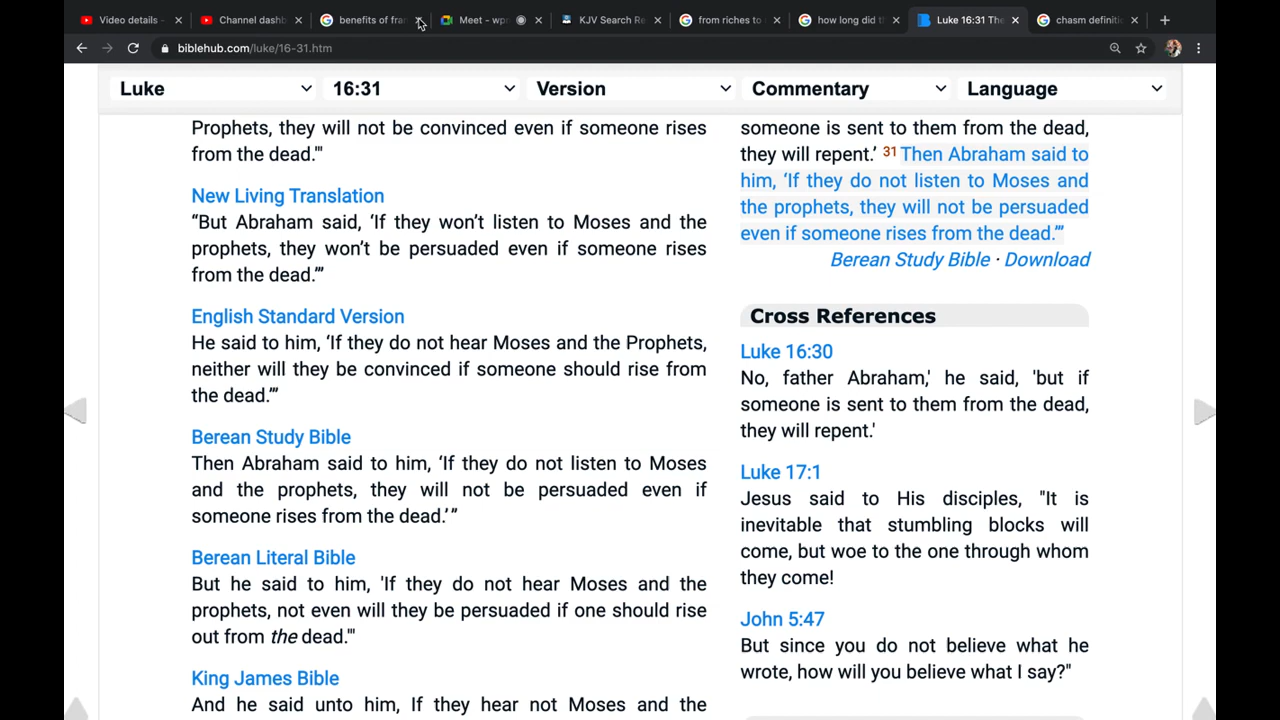 Video details -
Channel dashb
benefits of fran
Meet - wpn
KJV Search Re
from riches to
how long did th
Luke 16:31 The
chasm definitio
biblehub.com/luke/16-31.htm
Luke
16:31
Version
Commentary
Language
Prophets, they will not be convinced even if someone rises
from the dead.'"
New Living Translation
“But Abraham said, ‘If they won’t listen to Moses and the
prophets, they won’t be persuaded even if someone rises
from the dead.’”
English Standard Version
He said to him, ‘If they do not hear Moses and the Prophets,
neither will they be convinced if someone should rise from
the dead.’”
Berean Study Bible
Then Abraham said to him, ‘If they do not listen to Moses
and the prophets, they will not be persuaded even if
someone rises from the dead.’ ”
Berean Literal Bible
But he said to him, 'If they do not hear Moses and the
prophets, not even will they be persuaded if one should rise
out from the dead.'"
King James Bible
And he said unto him, If they hear not Moses and the
someone is sent to them from the dead,
they will repent.’ 31 Then Abraham said to
him, ‘If they do not listen to Moses and
the prophets, they will not be persuaded
even if someone rises from the dead.’”
Berean Study Bible · Download
Cross References
Luke 16:30
No, father Abraham,' he said, 'but if
someone is sent to them from the dead,
they will repent.'
Luke 17:1
Jesus said to His disciples, "It is
inevitable that stumbling blocks will
come, but woe to the one through whom
they come!
John 5:47
But since you do not believe what he
wrote, how will you believe what I say?"